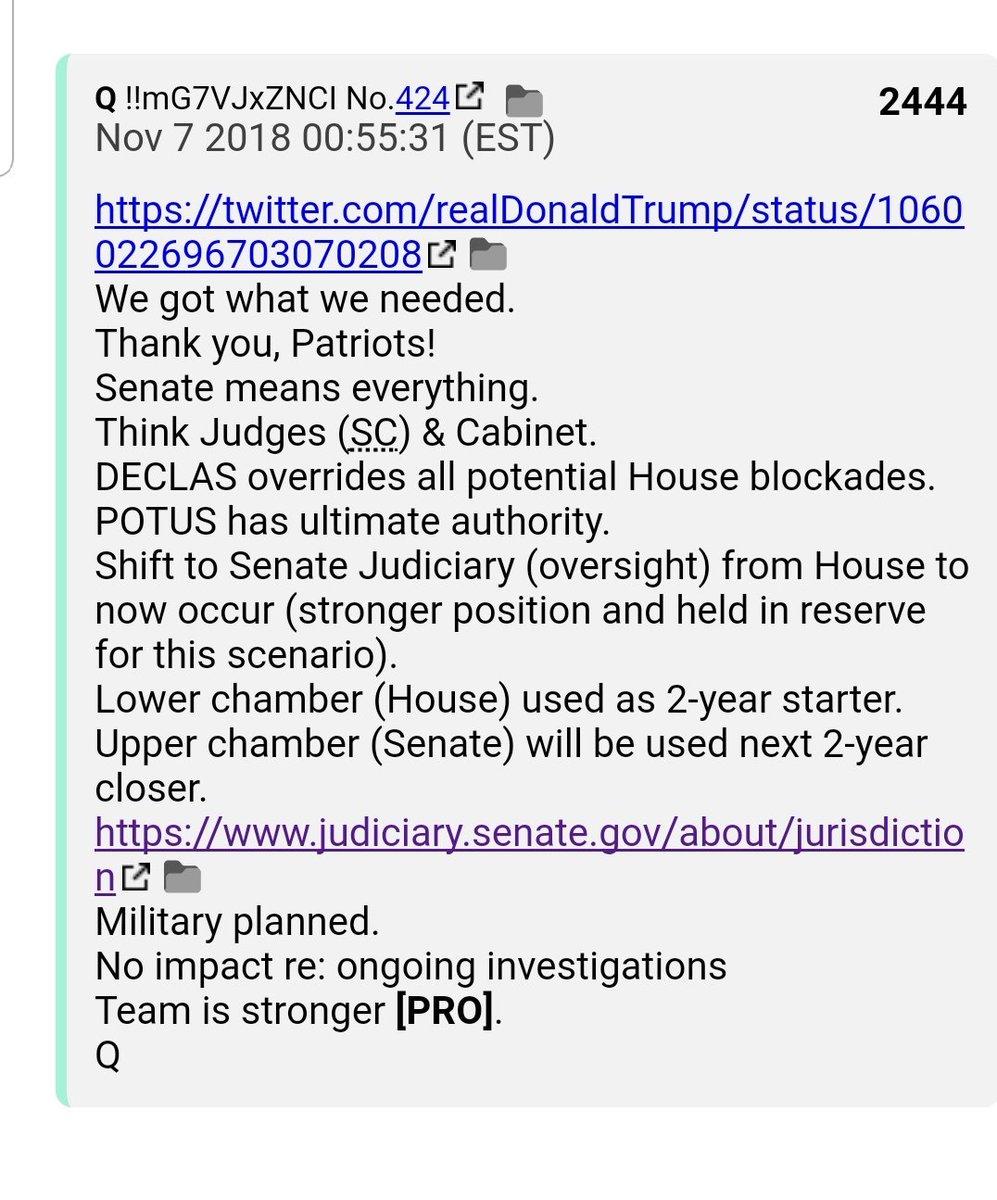 Q !!mG7VJxZNCI No.424 2444
Nov 7 2018 00:55:31 (EST)
https://twitter.com/realDonaldTrump/status/1060
022696703070208
We got what we needed.
Thank you, Patriots!
Senate means everything.
Think Judges (SC) & Cabinet.
DECLAS overrides all potential House blockades.
POTUS has ultimate authority.
Shift to Senate Judiciary (oversight) from House to
now occur (stronger position and held in reserve
for this scenario).
Lower chamber (House) used as 2-year starter.
Upper chamber (Senate) will be used next 2-year
closer.
https://www.judiciary.senate.gov/about/jurisdictio
n
Military planned.
No impact re: ongoing investigations
Team is stronger [PRO].
Q